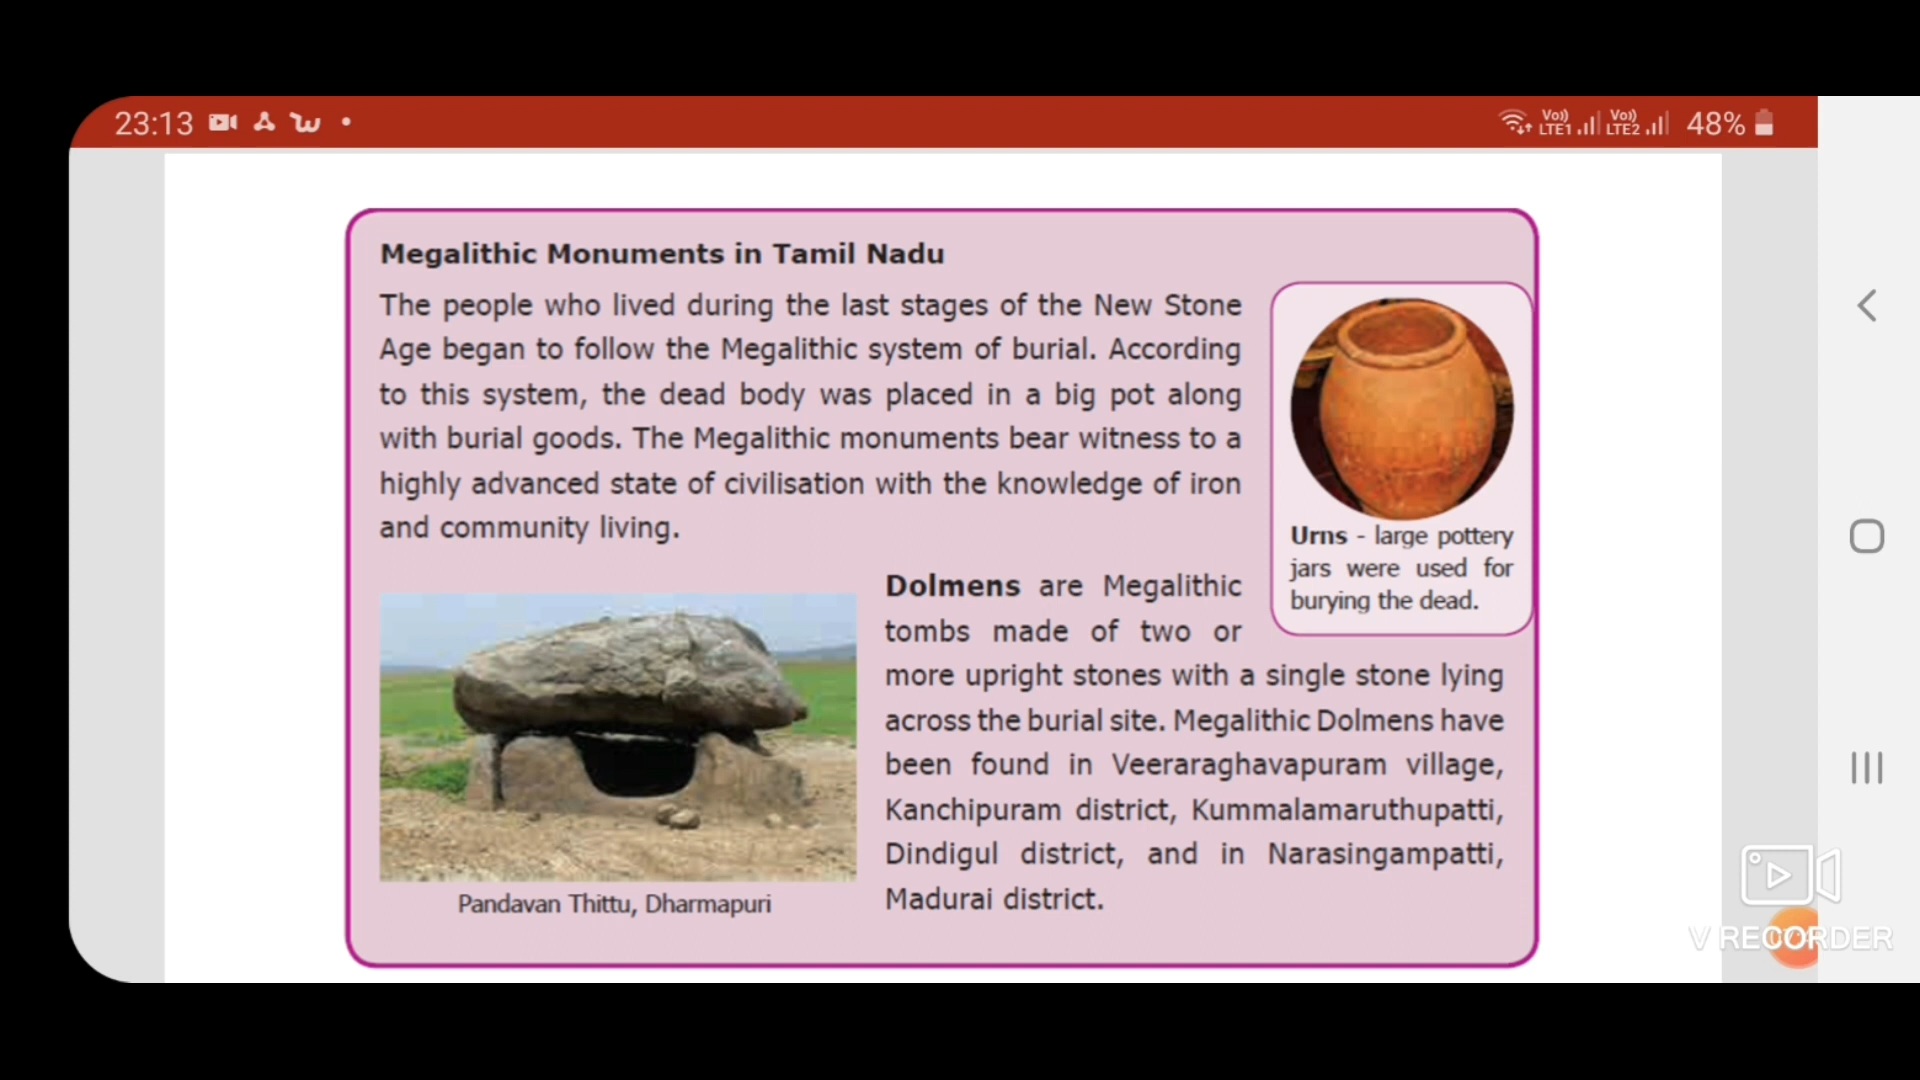 23:13
Vo)) LTE1 Vo)) LTE2 48%
Megalithic Monuments in Tamil Nadu
The people who lived during the last stages of the New Stone
Age began to follow the Megalithic system of burial. According
to this system, the dead body was placed in a big pot along
with burial goods. The Megalithic monuments bear witness to a
highly advanced state of civilisation with the knowledge of iron
and community living.
Urns - large pottery
jars were used for
burying the dead.
Dolmens are Megalithic
tombs made of two or
more upright stones with a single stone lying
across the burial site. Megalithic Dolmens have
been found in Veeraraghavapuram village,
Kanchipuram district, Kummalamaruthupatti,
Dindigul district, and in Narasingampatti,
Madurai district.
Pandavan Thittu, Dharmapuri
V RECORDER